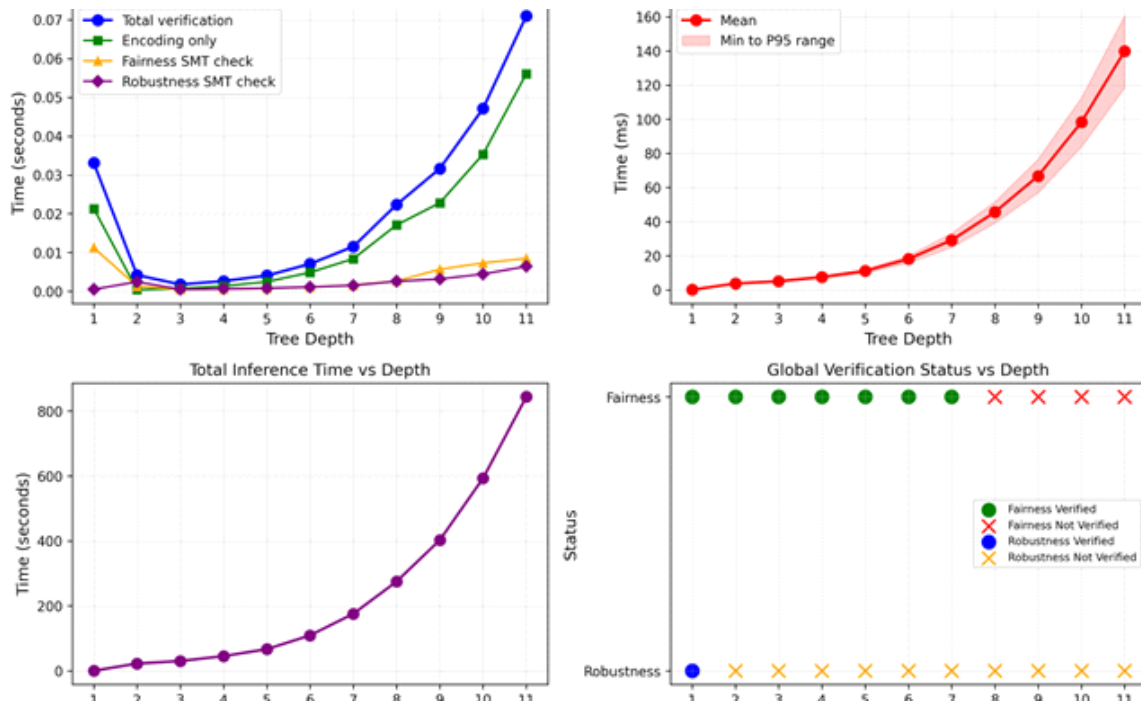 Total verification
Encoding only
Fairness SMT check
Robustness SMT check
Time (seconds)
0.07
0.06
0.05
0.04
0.03
0.02
0.01
0.00
1 2 3 4 5 6 7 8 9 10 11
Tree Depth
Mean
Min to P95 range
Time (ms)
160
140
120
100
80
60
40
20
0
1 2 3 4 5 6 7 8 9 10 11
Tree Depth
Total Inference Time vs Depth
Time (seconds)
800
600
400
200
0
1 2 3 4 5 6 7 8 9 10 11
Global Verification Status vs Depth
Status
Fairness
Fairness Verified
Fairness Not Verified
Robustness Verified
Robustness Not Verified
Robustness
1 2 3 4 5 6 7 8 9 10 11